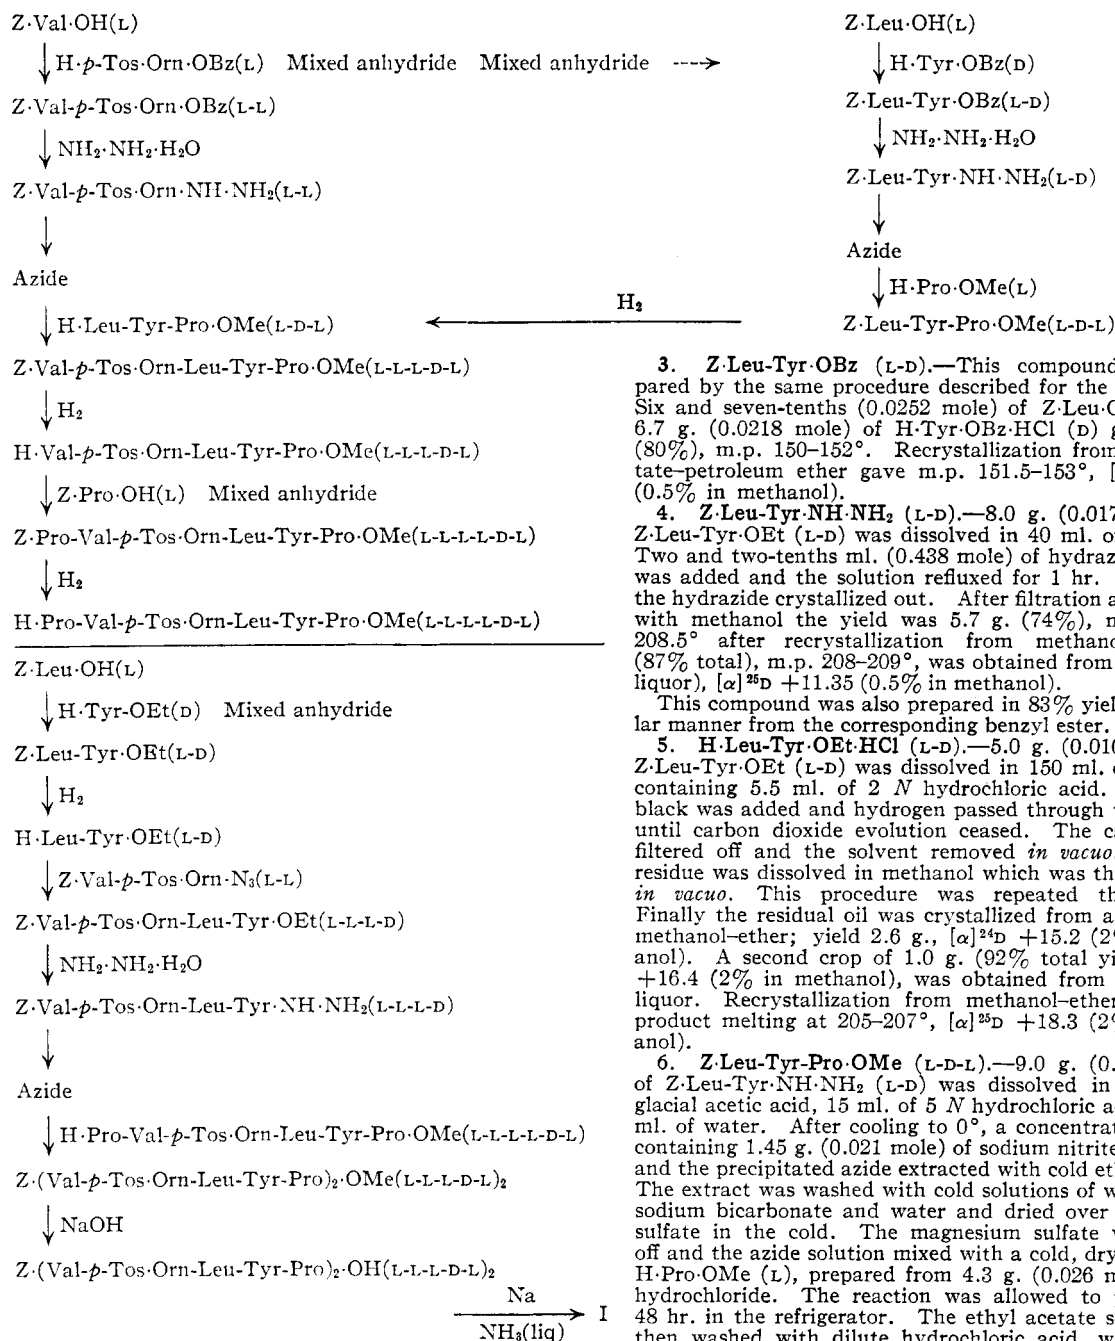 Z·Val·OH(L)
↓ H·p-Tos·Orn·OBz(L) Mixed anhydride Mixed anhydride ---→
Z·Val-p-Tos·Orn·OBz(L-L)
↓ NH₂·NH₂·H₂O
Z·Val-p-Tos·Orn·NH·NH₂(L-L)
↓
Azide
↓ H·Leu-Tyr-Pro·OMe(L-D-L)
Z·Val-p-Tos·Orn-Leu-Tyr-Pro·OMe(L-L-L-D-L)
↓ H₂
H·Val-p-Tos·Orn-Leu-Tyr-Pro·OMe(L-L-L-D-L)
↓ Z·Pro·OH(L) Mixed anhydride
Z·Pro-Val-p-Tos·Orn-Leu-Tyr-Pro·OMe(L-L-L-L-D-L)
↓ H₂
H·Pro-Val-p-Tos·Orn-Leu-Tyr-Pro·OMe(L-L-L-L-D-L)
Z·Leu·OH(L)
↓ H·Tyr-OEt(D) Mixed anhydride
Z·Leu-Tyr·OEt(L-D)
↓ H₂
H·Leu-Tyr·OEt(L-D)
↓ Z·Val-p-Tos·Orn-N₃(L-L)
Z·Val-p-Tos·Orn-Leu-Tyr·OEt(L-L-L-D)
↓ NH₂·NH₂·H₂O
Z·Val-p-Tos·Orn-Leu-Tyr·NH·NH₂(L-L-L-D)
↓
Azide
↓ H·Pro-Val-p-Tos·Orn-Leu-Tyr-Pro·OMe(L-L-L-L-D-L)
Z·(Val-p-Tos·Orn-Leu-Tyr-Pro)₂·OMe(L-L-L-D-L)₂
↓ NaOH
Z·(Val-p-Tos·Orn-Leu-Tyr-Pro)₂·OH(L-L-L-D-L)₂
Na
→ I
NH₃(liq)
Z·Leu·OH(L)
↓ H·Tyr·OBz(D)
Z·Leu-Tyr·OBz(L-D)
↓ NH₂·NH₂·H₂O
Z·Leu-Tyr·NH·NH₂(L-D)
↓
Azide
↓ H·Pro·OMe(L)
H₂
← Z·Leu-Tyr-Pro·OMe(L-D-L)
3. Z·Leu-Tyr·OBz (L-D).—This compound
pared by the same procedure described for the
Six and seven-tenths (0.0252 mole) of Z·Leu·O
6.7 g. (0.0218 mole) of H·Tyr·OBz·HCl (D) g
(80%), m.p. 150–152°. Recrystallization from
tate–petroleum ether gave m.p. 151.5–153°, [
(0.5% in methanol).
4. Z·Leu-Tyr·NH·NH₂ (L-D).—8.0 g. (0.017
Z·Leu-Tyr·OEt (L-D) was dissolved in 40 ml. o
Two and two-tenths ml. (0.438 mole) of hydraz
was added and the solution refluxed for 1 hr.
the hydrazide crystallized out. After filtration a
with methanol the yield was 5.7 g. (74%), m
208.5° after recrystallization from methano
(87% total), m.p. 208–209°, was obtained from
liquor), [α]²⁵D +11.35 (0.5% in methanol).
This compound was also prepared in 83% yiel
lar manner from the corresponding benzyl ester.
5. H·Leu-Tyr·OEt·HCl (L-D).—5.0 g. (0.010
Z·Leu-Tyr·OEt (L-D) was dissolved in 150 ml.
containing 5.5 ml. of 2 N hydrochloric acid.
black was added and hydrogen passed through
until carbon dioxide evolution ceased. The c
filtered off and the solvent removed in vacuo
residue was dissolved in methanol which was th
in vacuo. This procedure was repeated th
Finally the residual oil was crystallized from a
methanol–ether; yield 2.6 g., [α]²⁴D +15.2 (2
anol). A second crop of 1.0 g. (92% total yi
+16.4 (2% in methanol), was obtained from
liquor. Recrystallization from methanol–ether
product melting at 205–207°, [α]²⁵D +18.3 (2
anol).
6. Z·Leu-Tyr-Pro·OMe (L-D-L).—9.0 g. (0.
of Z·Leu-Tyr·NH·NH₂ (L-D) was dissolved in
glacial acetic acid, 15 ml. of 5 N hydrochloric a
ml. of water. After cooling to 0°, a concentrat
containing 1.45 g. (0.021 mole) of sodium nitrite
and the precipitated azide extracted with cold et
The extract was washed with cold solutions of w
sodium bicarbonate and water and dried over
sulfate in the cold. The magnesium sulfate
off and the azide solution mixed with a cold, dry
H·Pro·OMe (L), prepared from 4.3 g. (0.026 m
hydrochloride. The reaction was allowed to
48 hr. in the refrigerator. The ethyl acetate s
then washed with dilute hydrochloric acid, w